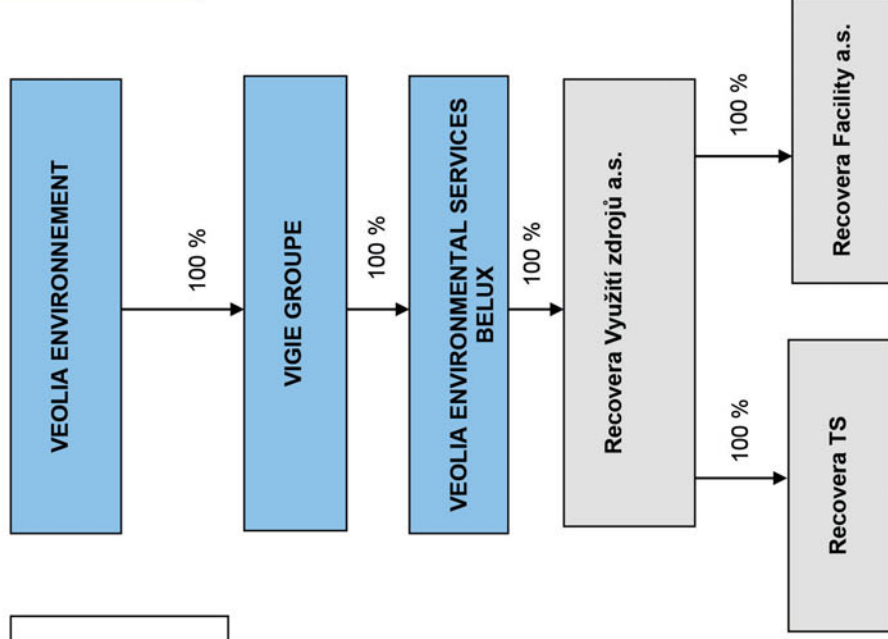 VEOLIA ENVIRONNEMENT
100 %
VIGIE GROUPE
100 %
VEOLIA ENVIRONMENTAL SERVICES
BELUX
100 %
Recovera Využití zdrojů a.s.
100 %
100 %
Recovera TS
Recovera Facility a.s.